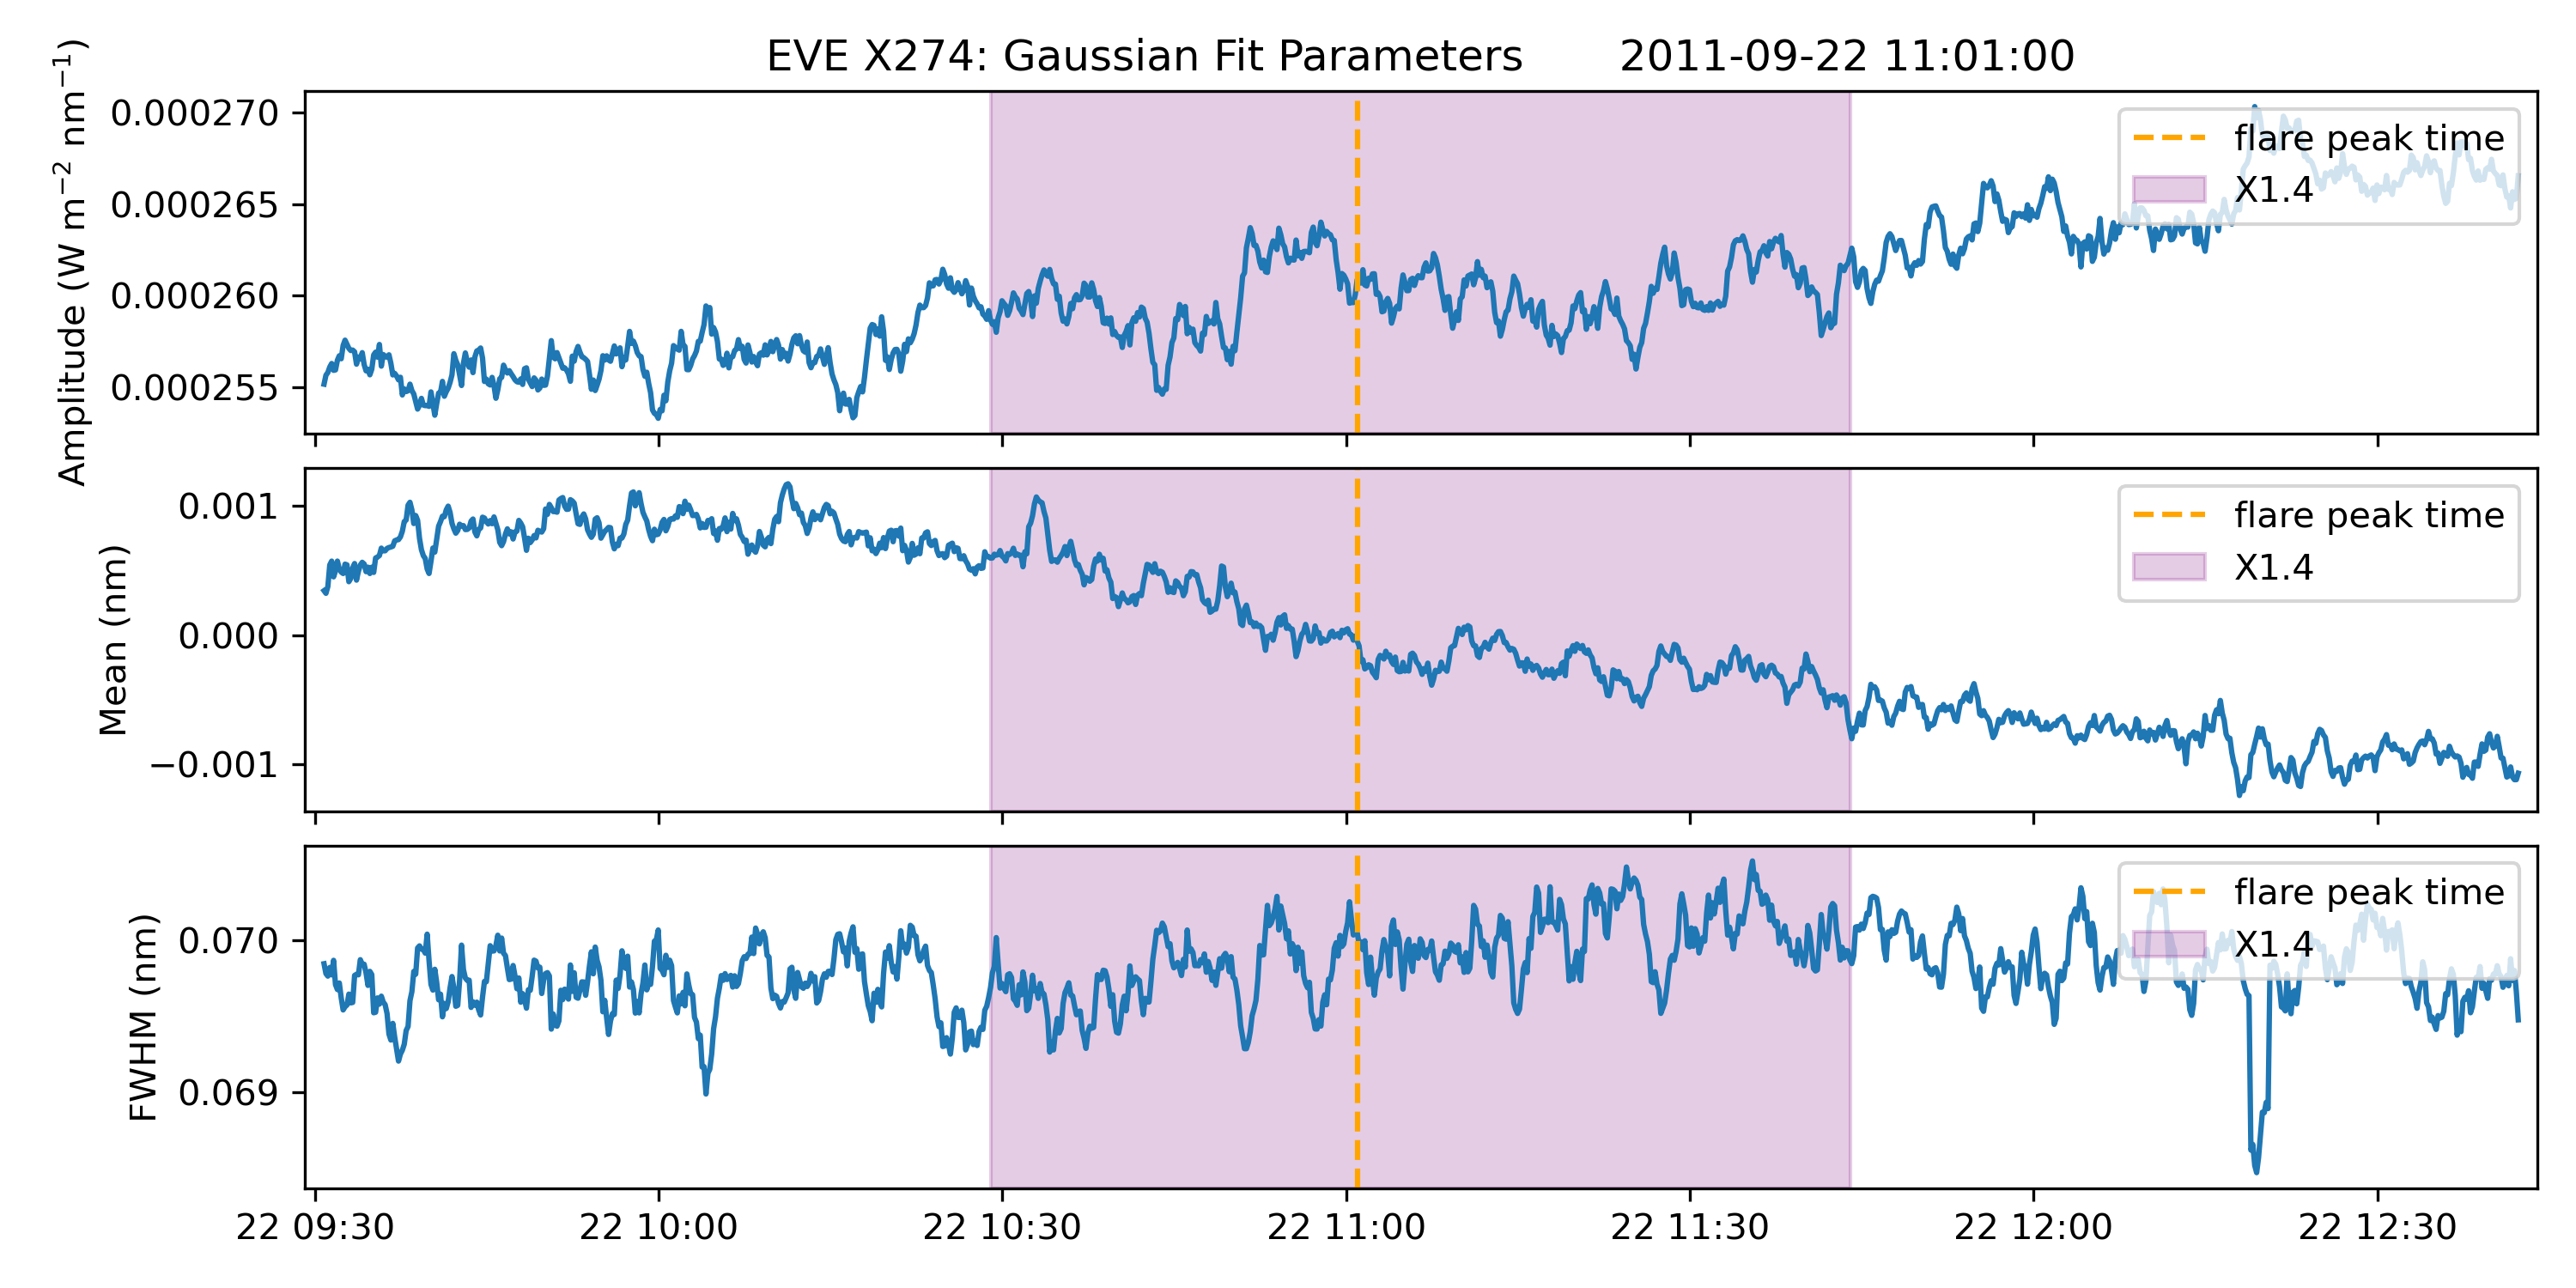 EVE X274: Gaussian Fit Parameters 2011-09-22 11:01:00
Amplitude (W m⁻² nm⁻¹)
0.000270
0.000265
0.000260
0.000255
flare peak time
X1.4
Mean (nm)
0.001
0.000
−0.001
flare peak time
X1.4
FWHM (nm)
0.070
0.069
flare peak time
X1.4
22 09:30 22 10:00 22 10:30 22 11:00 22 11:30 22 12:00 22 12:30